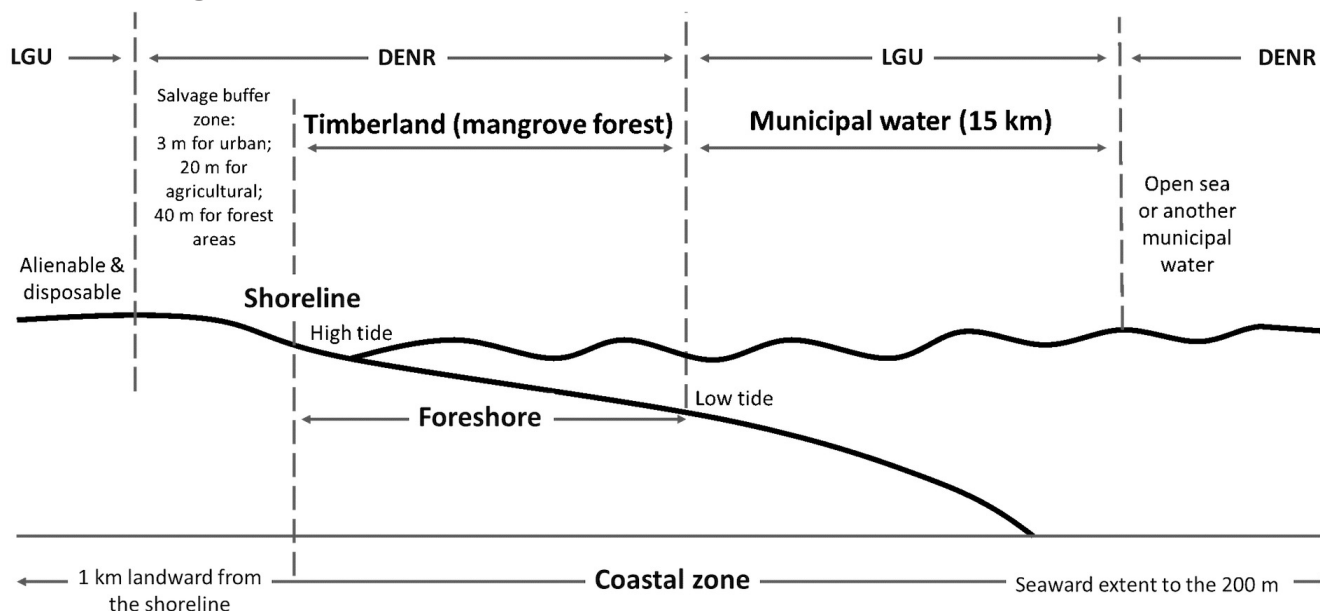 LGU
DENR
LGU
DENR
Salvage buffer
zone:
3 m for urban;
20 m for
agricultural;
40 m for forest
areas
Timberland (mangrove forest)
Municipal water (15 km)
Open sea
or another
municipal
water
Alienable &
disposable
Shoreline
High tide
Low tide
Foreshore
1 km landward from
the shoreline
Coastal zone
Seaward extent to the 200 m